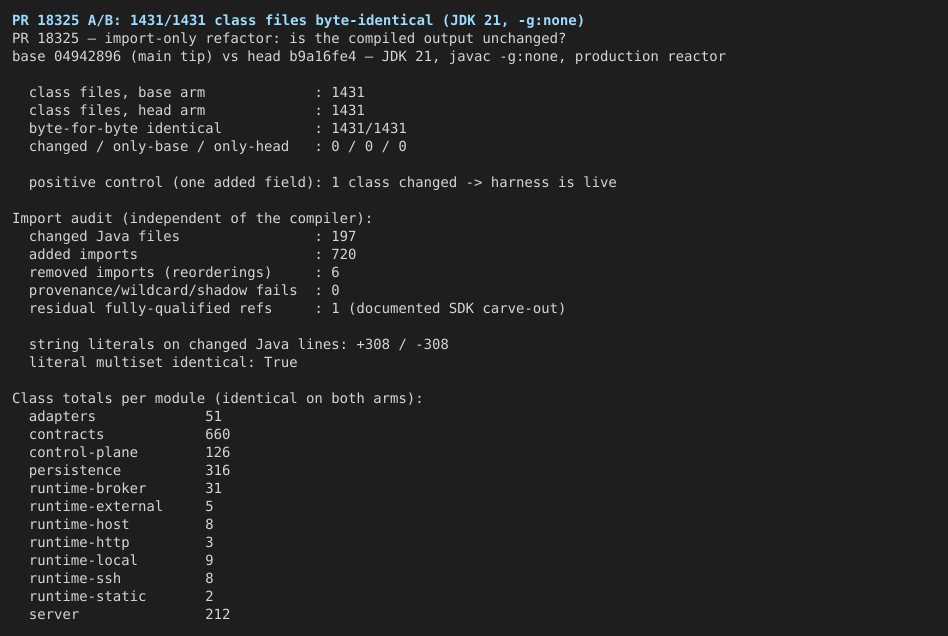 PR 18325 A/B: 1431/1431 class files byte-identical (JDK 21, -g:none)
PR 18325 — import-only refactor: is the compiled output unchanged?
base 04942896 (main tip) vs head b9a16fe4 — JDK 21, javac -g:none, production reactor
class files, base arm : 1431
class files, head arm : 1431
byte-for-byte identical : 1431/1431
changed / only-base / only-head : 0 / 0 / 0
positive control (one added field): 1 class changed -> harness is live
Import audit (independent of the compiler):
changed Java files : 197
added imports : 720
removed imports (reorderings) : 6
provenance/wildcard/shadow fails : 0
residual fully-qualified refs : 1 (documented SDK carve-out)
string literals on changed Java lines: +308 / -308
literal multiset identical: True
Class totals per module (identical on both arms):
adapters 51
contracts 660
control-plane 126
persistence 316
runtime-broker 31
runtime-external 5
runtime-host 8
runtime-http 3
runtime-local 9
runtime-ssh 8
runtime-static 2
server 212